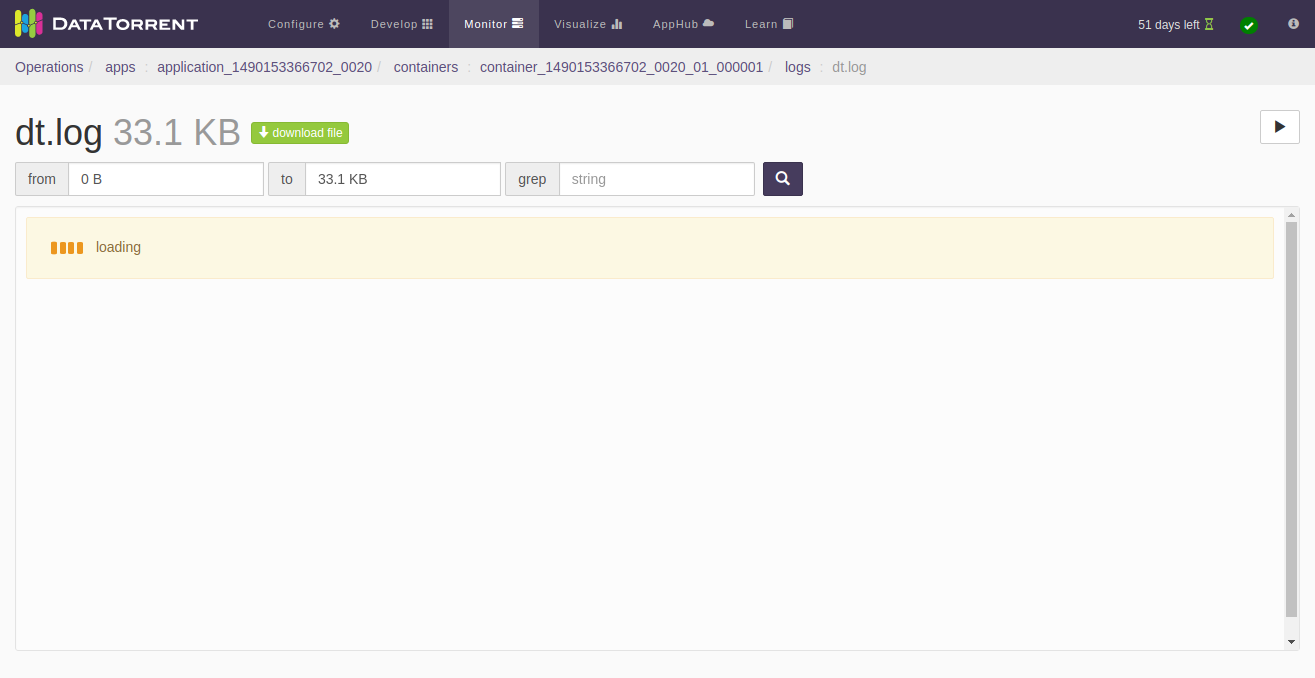 DATATORRENT Configure Develop Monitor Visualize AppHub Learn 51 days left
Operations / apps : application_1490153366702_0020 / containers : container_1490153366702_0020_01_000001 / logs : dt.log
dt.log 33.1 KB download file
from 0 B to 33.1 KB grep string
loading